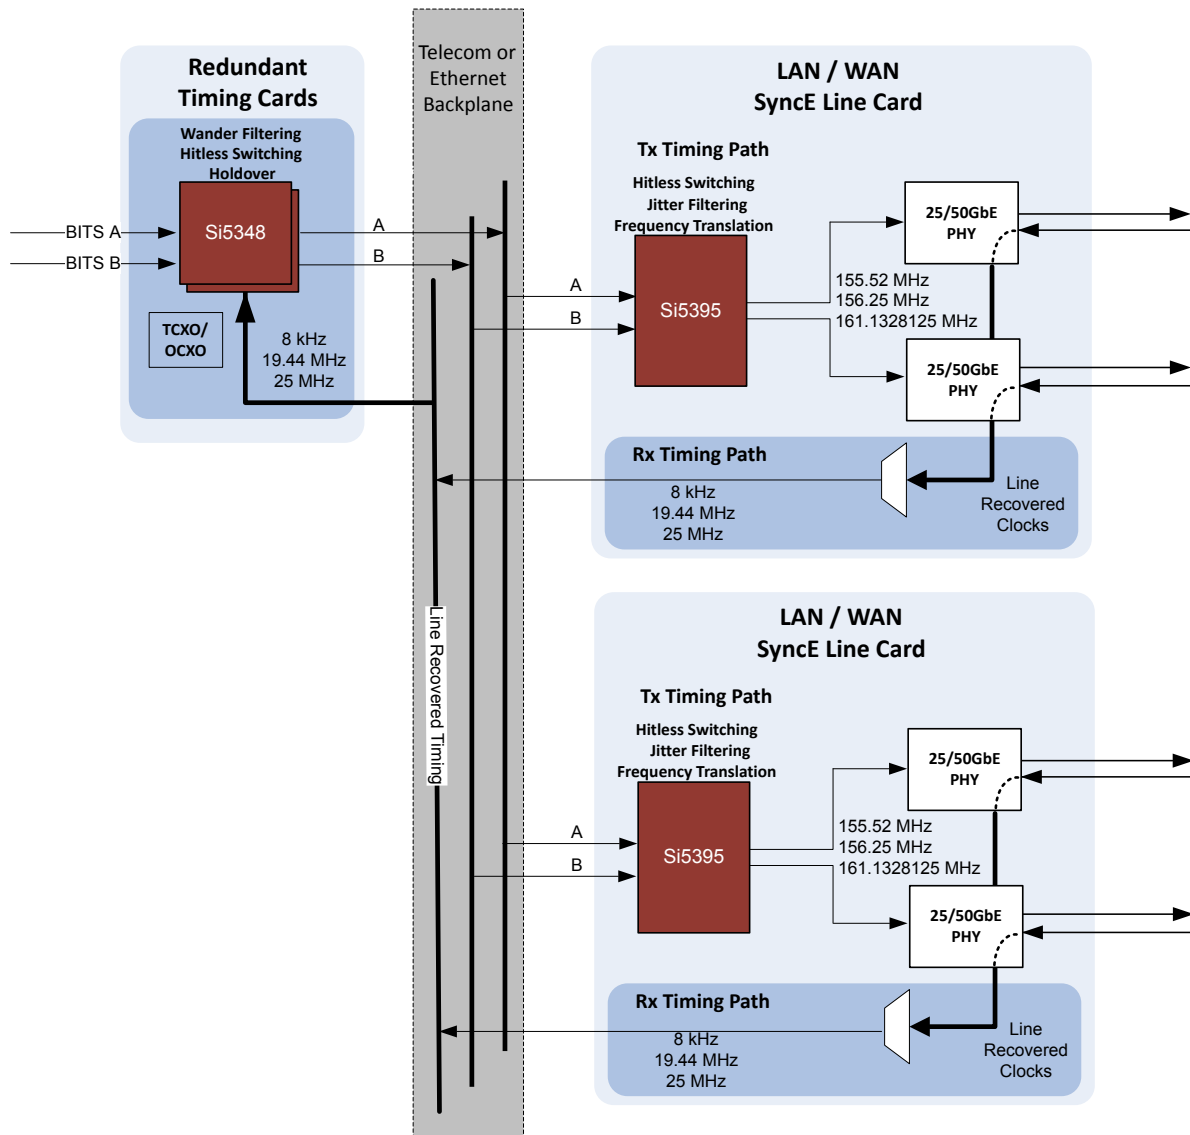 Redundant
Timing Cards
Wander Filtering
Hitless Switching
Holdover
Si5348
BITS A
BITS B
TCXO/
OCXO
8 kHz
19.44 MHz
25 MHz
A
B
Telecom or
Ethernet
Backplane
Line Recovered Timing
LAN / WAN
SyncE Line Card
Tx Timing Path
Hitless Switching
Jitter Filtering
Frequency Translation
A
B
Si5395
155.52 MHz
156.25 MHz
161.1328125 MHz
25/50GbE
PHY
25/50GbE
PHY
Rx Timing Path
8 kHz
19.44 MHz
25 MHz
Line
Recovered
Clocks
LAN / WAN
SyncE Line Card
Tx Timing Path
Hitless Switching
Jitter Filtering
Frequency Translation
A
B
Si5395
155.52 MHz
156.25 MHz
161.1328125 MHz
25/50GbE
PHY
25/50GbE
PHY
Rx Timing Path
8 kHz
19.44 MHz
25 MHz
Line
Recovered
Clocks